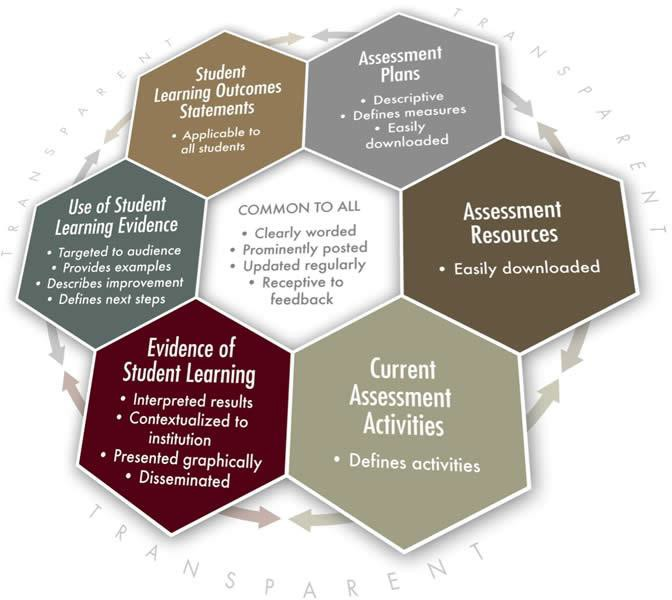 TRANSPARENT
TRANSPARENT
Student
Learning Outcomes
Statements
• Applicable to
all students
Assessment
Plans
• Descriptive
• Defines measures
• Easily
downloaded
Use of Student
Learning Evidence
• Targeted to audience
• Provides examples
• Describes improvement
• Defines next steps
COMMON TO ALL
• Clearly worded
• Prominently posted
• Updated regularly
• Receptive to
feedback
Assessment
Resources
• Easily downloaded
Evidence of
Student Learning
• Interpreted results
• Contextualized to
institution
• Presented graphically
• Disseminated
Current
Assessment
Activities
• Defines activities
TRANSPARENT